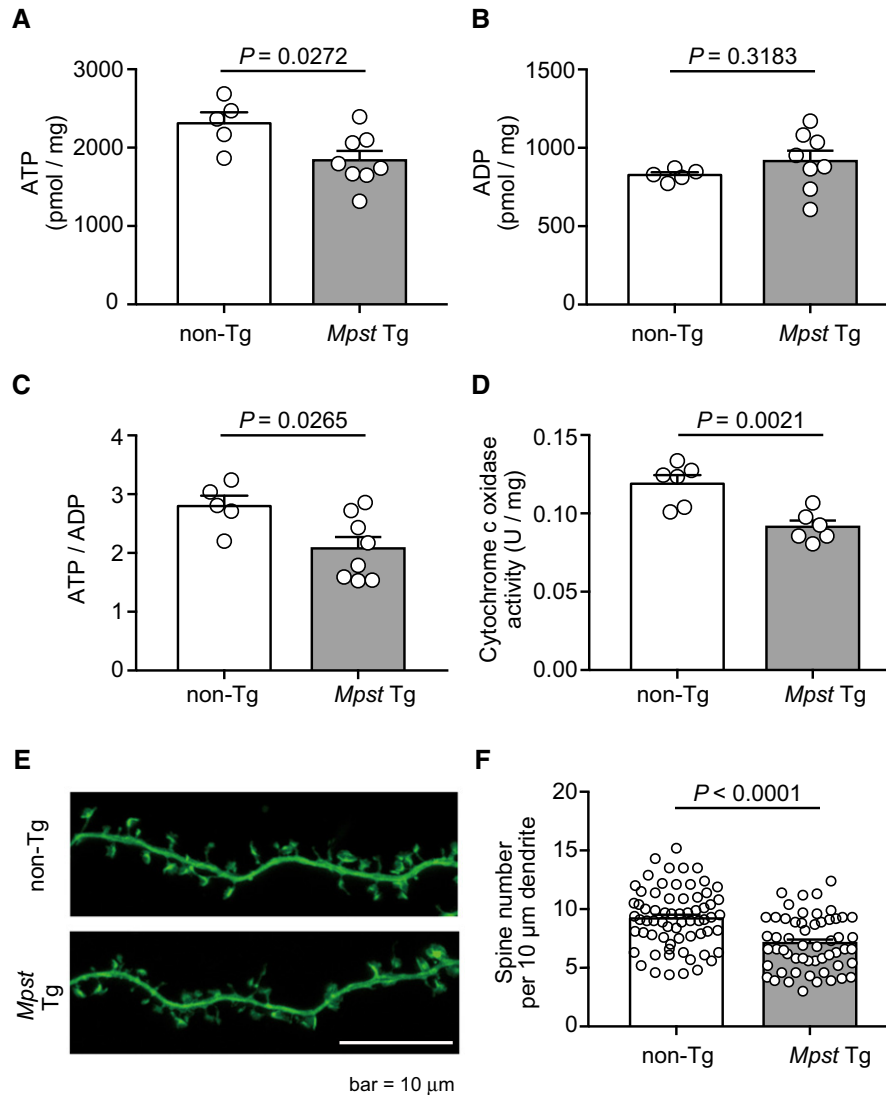 A
P = 0.0272
3000
2000
1000
0
ATP
(pmol / mg)
non-Tg
Mpst Tg
B
P = 0.3183
1500
1000
500
0
ADP
(pmol / mg)
non-Tg
Mpst Tg
C
P = 0.0265
4
3
2
1
0
ATP / ADP
non-Tg
Mpst Tg
D
P = 0.0021
0.15
0.10
0.05
0.00
Cytochrome c oxidase
activity (U / mg)
non-Tg
Mpst Tg
E
non-Tg
Mpst
Tg
bar = 10 μm
F
P < 0.0001
20
15
10
5
0
Spine number
per 10 μm dendrite
non-Tg
Mpst Tg